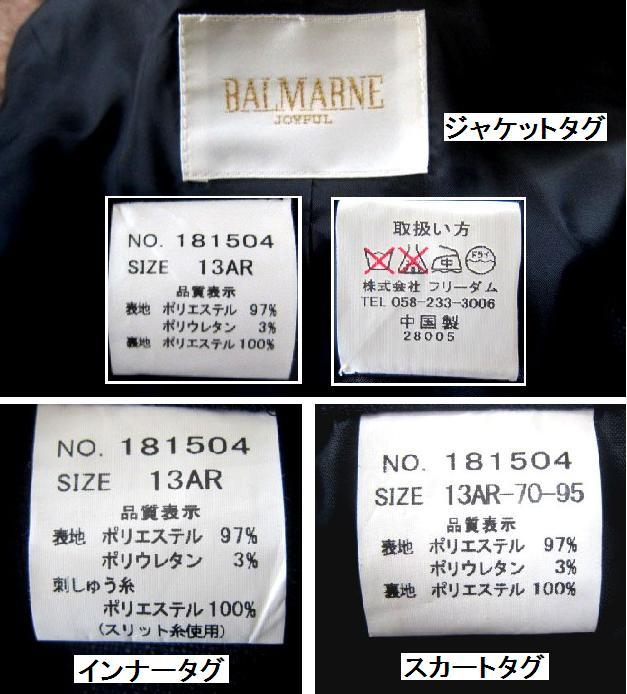 BALMARNE
JOYFUL
ジャケットタグ
NO. 181504
SIZE 13AR
品質表示
表地 ポリエステル 97%
ポリウレタン 3%
裏地 ポリエステル 100%
取扱い方
中 ドライ
株式会社 フリーダム
TEL 058-233-3006
中国製
28005
NO. 181504
SIZE 13AR
品質表示
表地 ポリエステル 97%
ポリウレタン 3%
刺しゅう糸
ポリエステル 100%
(スリット糸使用)
インナータグ
NO. 181504
SIZE 13AR-70-95
品質表示
表地 ポリエステル 97%
ポリウレタン 3%
裏地 ポリエステル 100%
スカートタグ